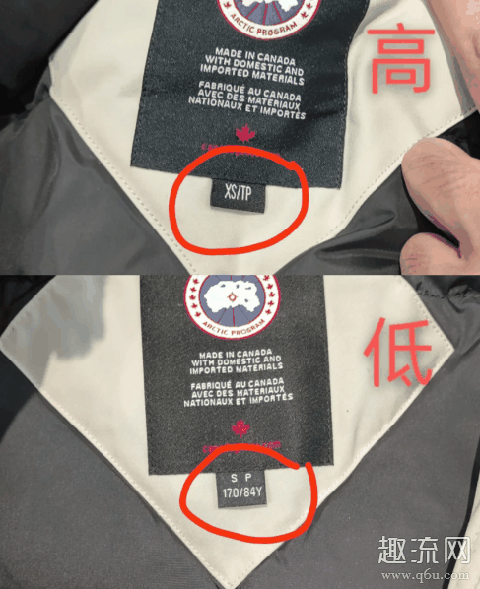 ARCTIC PROGRAM
高
MADE IN CANADA
WITH DOMESTIC AND
IMPORTED MATERIALS
FABRIQUÉ AU CANADA
AVEC DES MATÉRIAUX
NATIONAUX ET IMPORTÉS
XS/TP
ARCTIC PROGRAM
低
MADE IN CANADA
WITH DOMESTIC AND
IMPORTED MATERIALS
FABRIQUÉ AU CANADA
AVEC DES MATERIAUX
NATIONAUX ET IMPORTÉS
S P
170/84Y
趣流网
www.q6u.com